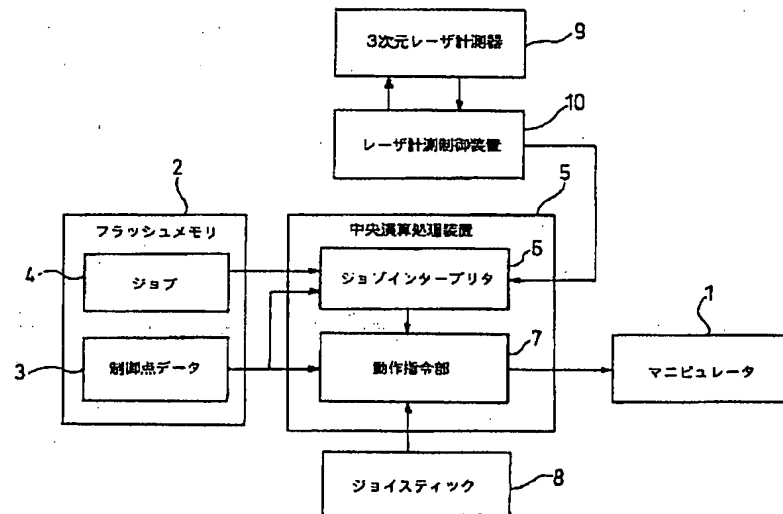 3次元レーザ計測器
9
レーザ計測制御装置
10
2
フラッシュメモリ
4
ジョブ
3
制御点データ
5
中央演算処理装置
6
ジョブインタープリタ
7
動作指令部
1
マニピュレータ
ジョイスティック
8